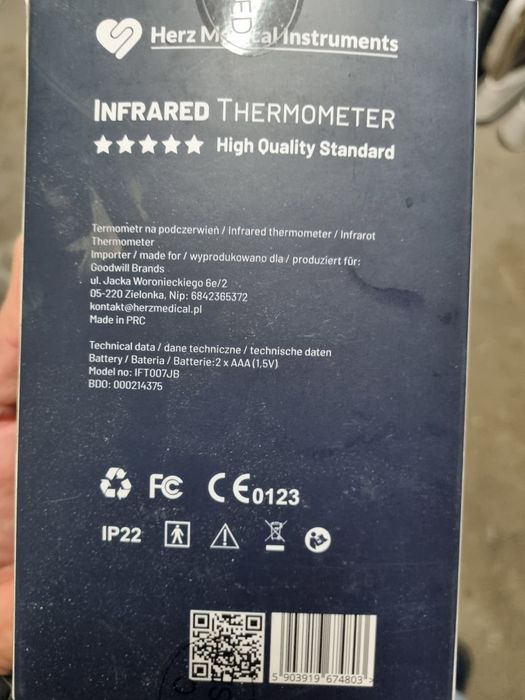 ED
Herz Medical Instruments
INFRARED THERMOMETER
High Quality Standard
Termometr na podczerwień / Infrared thermometer / Infrarot
Thermometer
Importer / made for / wyprodukowano dla / produziert für:
Goodwill Brands
ul. Jacka Woronieckiego 6e/2
05-220 Zielonka, Nip: 6842365372
kontakt@herzmedical.pl
Made in PRC
Technical data / dane techniczne / technische daten
Battery / Bateria / Batterie:2 x AAA (1,5V)
Model no: IFT007JB
BDO: 000214375
FC CE0123
IP22
5 903919 674803 >